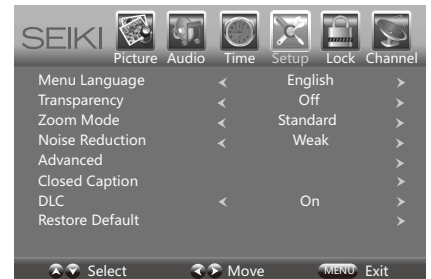 SEIKI
Picture Audio Time Setup Lock Channel
Menu Language English
Transparency Off
Zoom Mode Standard
Noise Reduction Weak
Advanced
Closed Caption
DLC On
Restore Default
Select Move MENU Exit